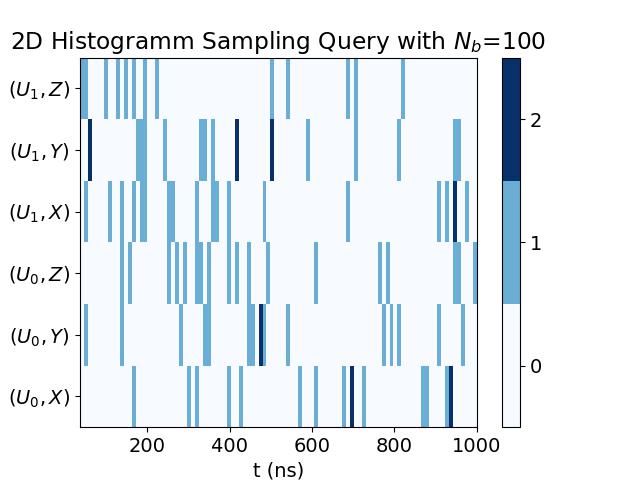 2D Histogramm Sampling Query with $N_b$=100
$(U_1, Z)$
$(U_1, Y)$
$(U_1, X)$
$(U_0, Z)$
$(U_0, Y)$
$(U_0, X)$
2
1
0
200 400 600 800 1000
t (ns)